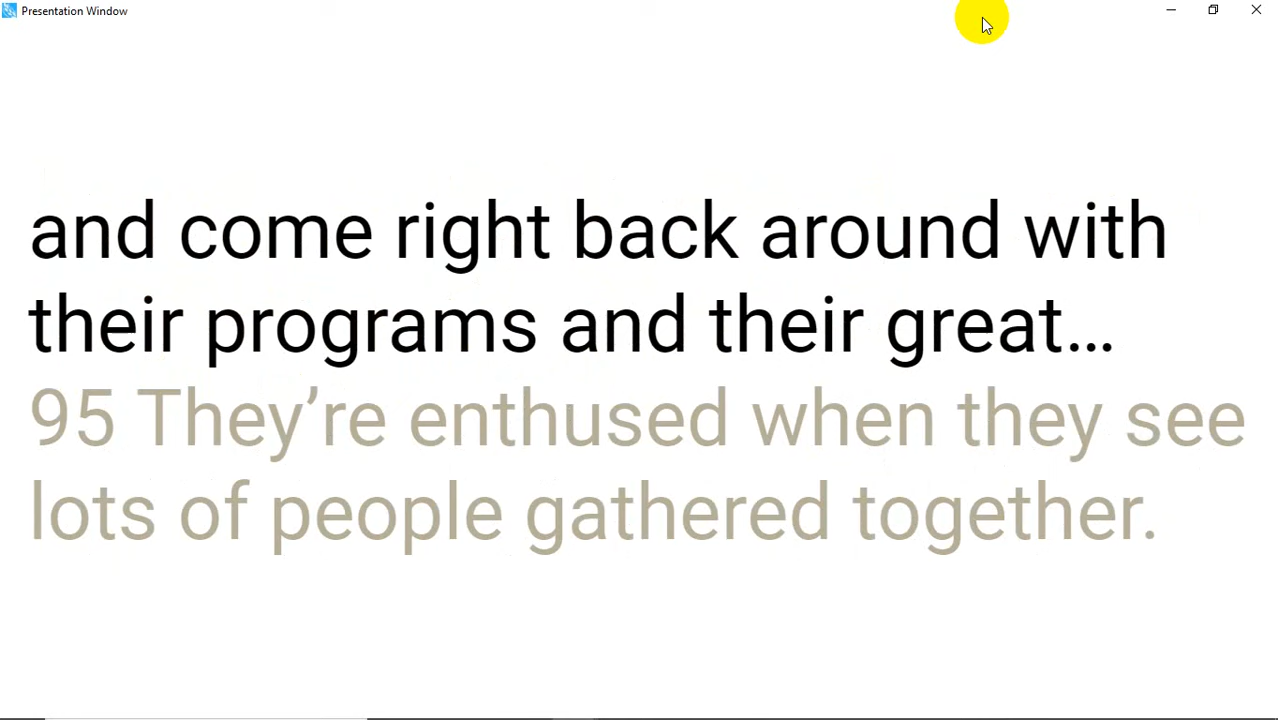 Presentation Window
and come right back around with
their programs and their great…
95 They’re enthused when they see
lots of people gathered together.